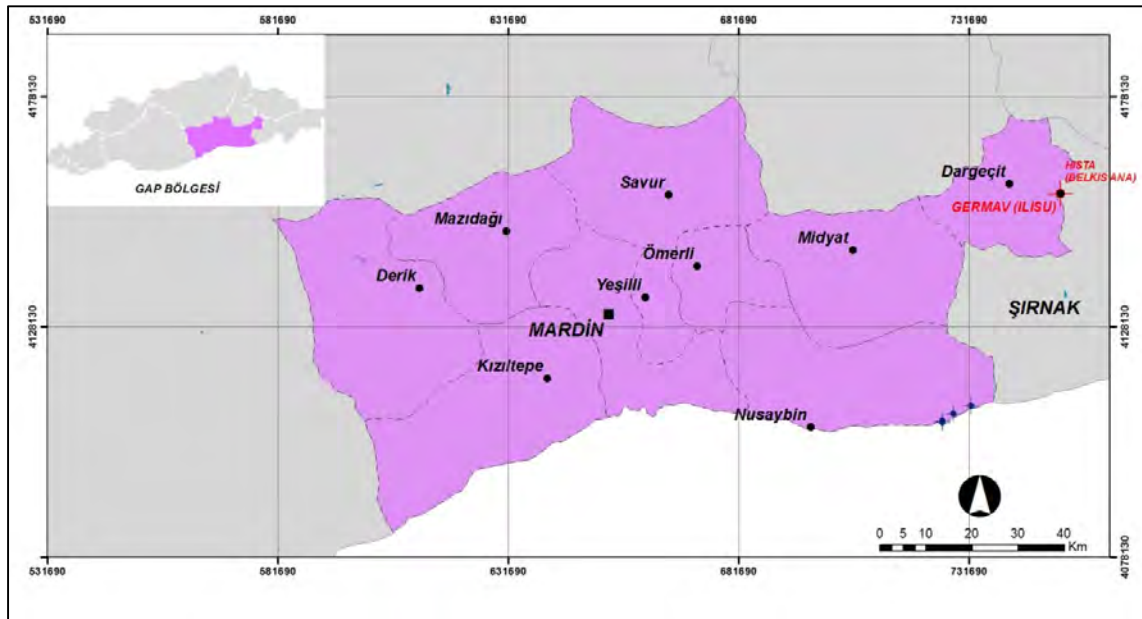 531690 581690 631690 681690 731690
4178130
4178130
GAP BÖLGESİ
Savur
Dargeçit
HISTA
(BELKIS ANA)
GERMAV (ILISU)
Mazıdağı
Ömerli
Midyat
Derik
Yeşilli
ŞIRNAK
MARDİN
4128130
4128130
Kızıltepe
Nusaybin
0 5 10 20 30 40
Km
4078130
531690 581690 631690 681690 731690